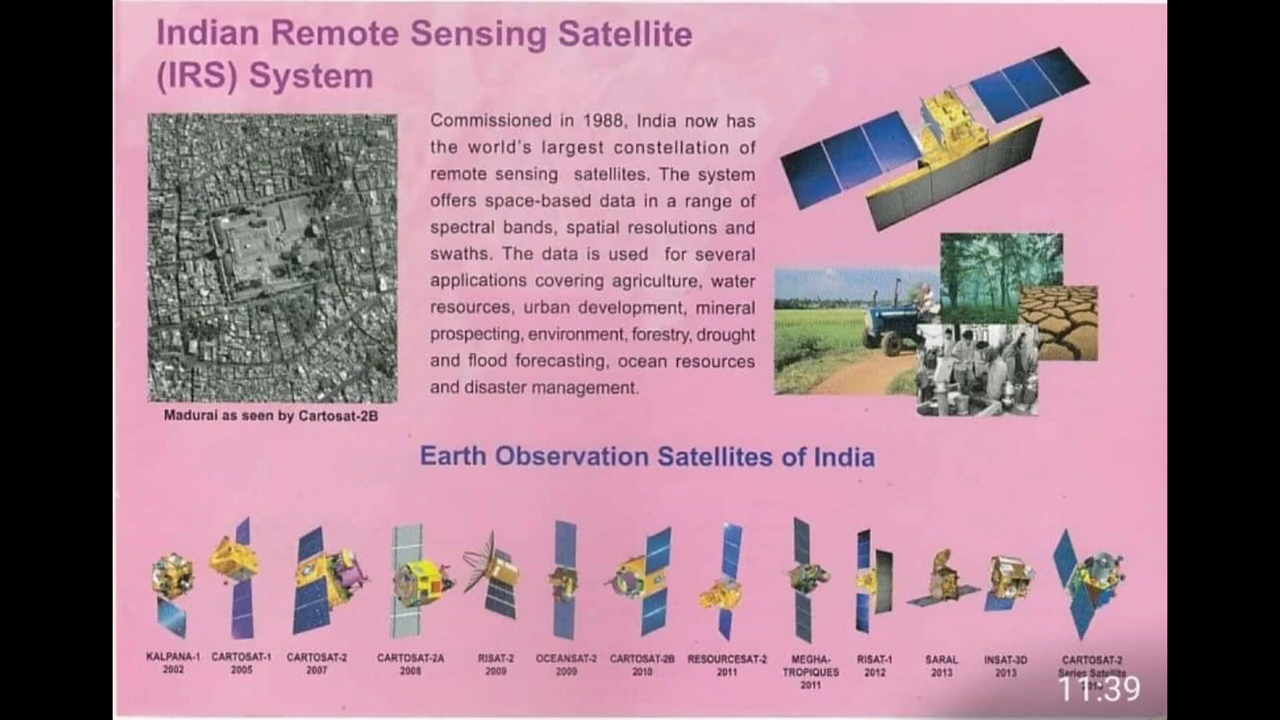 Indian Remote Sensing Satellite
(IRS) System
Commissioned in 1988, India now has
the world's largest constellation of
remote sensing satellites. The system
offers space-based data in a range of
spectral bands, spatial resolutions and
swaths. The data is used for several
applications covering agriculture, water
resources, urban development, mineral
prospecting, environment, forestry, drought
and flood forecasting, ocean resources
and disaster management.
Madurai as seen by Cartosat-2B
Earth Observation Satellites of India
KALPANA-1
2002
CARTOSAT-1
2005
CARTOSAT-2
2007
CARTOSAT-2A
2008
RISAT-2
2009
OCEANSAT-2
2009
CARTOSAT-2B
2010
RESOURCESAT-2
2011
MEGHA-
TROPIQUES
2011
RISAT-1
2012
SARAL
2013
INSAT-3D
2013
CARTOSAT-2
Series Satellite
11:39